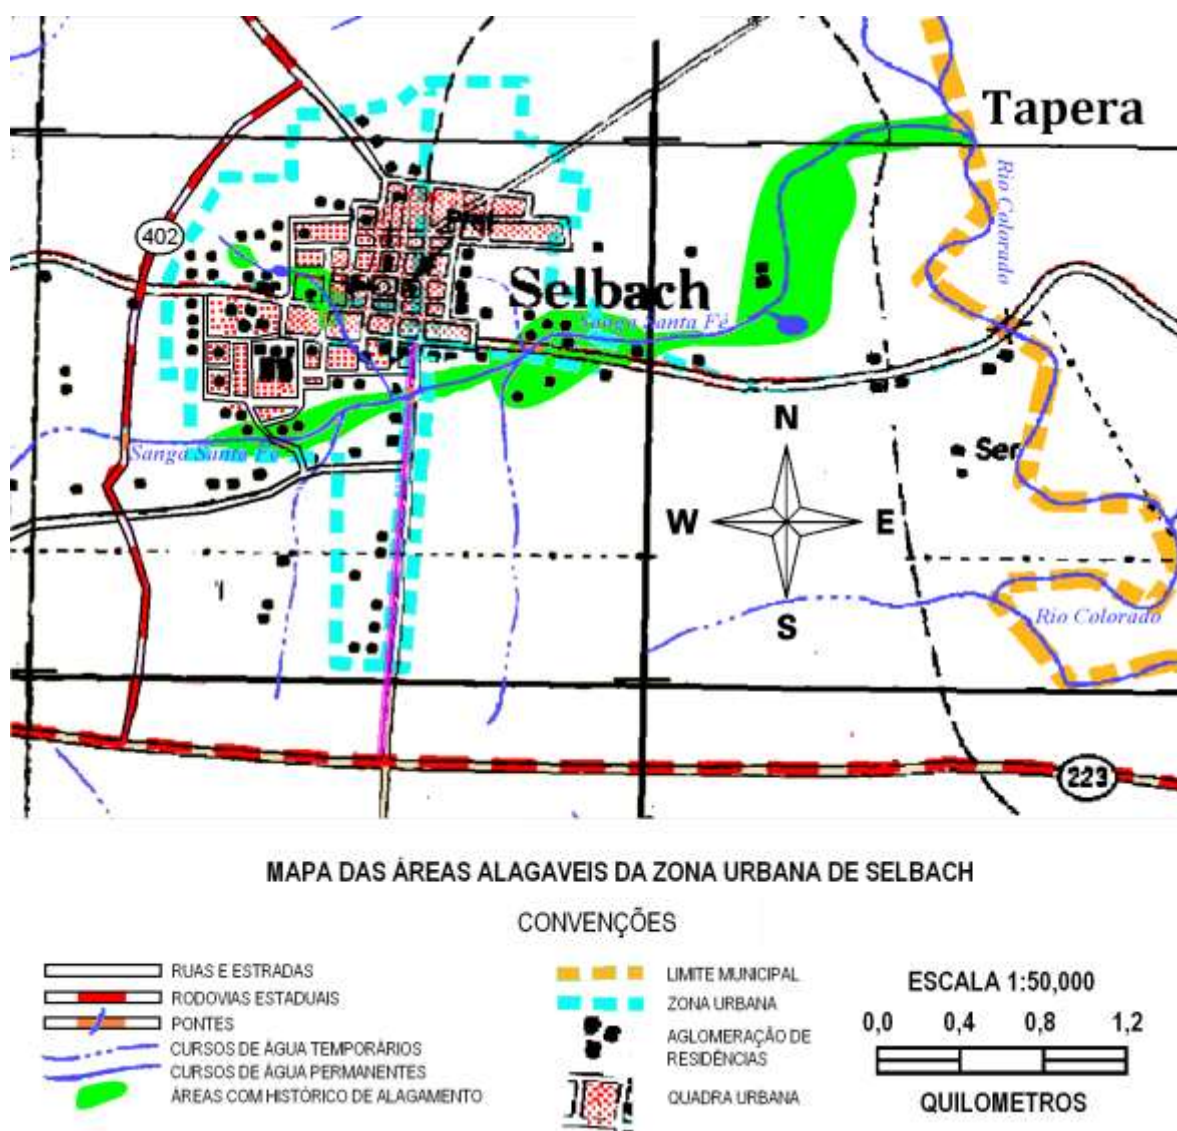 Tapera
Rio Colorado
402
Selbach
Sanga Santa Fé
Sanga Santa Fé
N
W
E
S
Ser
Rio Colorado
223
MAPA DAS ÁREAS ALAGAVEIS DA ZONA URBANA DE SELBACH
CONVENÇÕES
RUAS E ESTRADAS
RODOVIAS ESTADUAIS
PONTES
CURSOS DE ÁGUA TEMPORÁRIOS
CURSOS DE ÁGUA PERMANENTES
ÁREAS COM HISTÓRICO DE ALAGAMENTO
LIMITE MUNICIPAL
ZONA URBANA
AGLOMERAÇÃO DE
RESIDÊNCIAS
QUADRA URBANA
ESCALA 1:50,000
0,0 0,4 0,8 1,2
QUILOMETROS